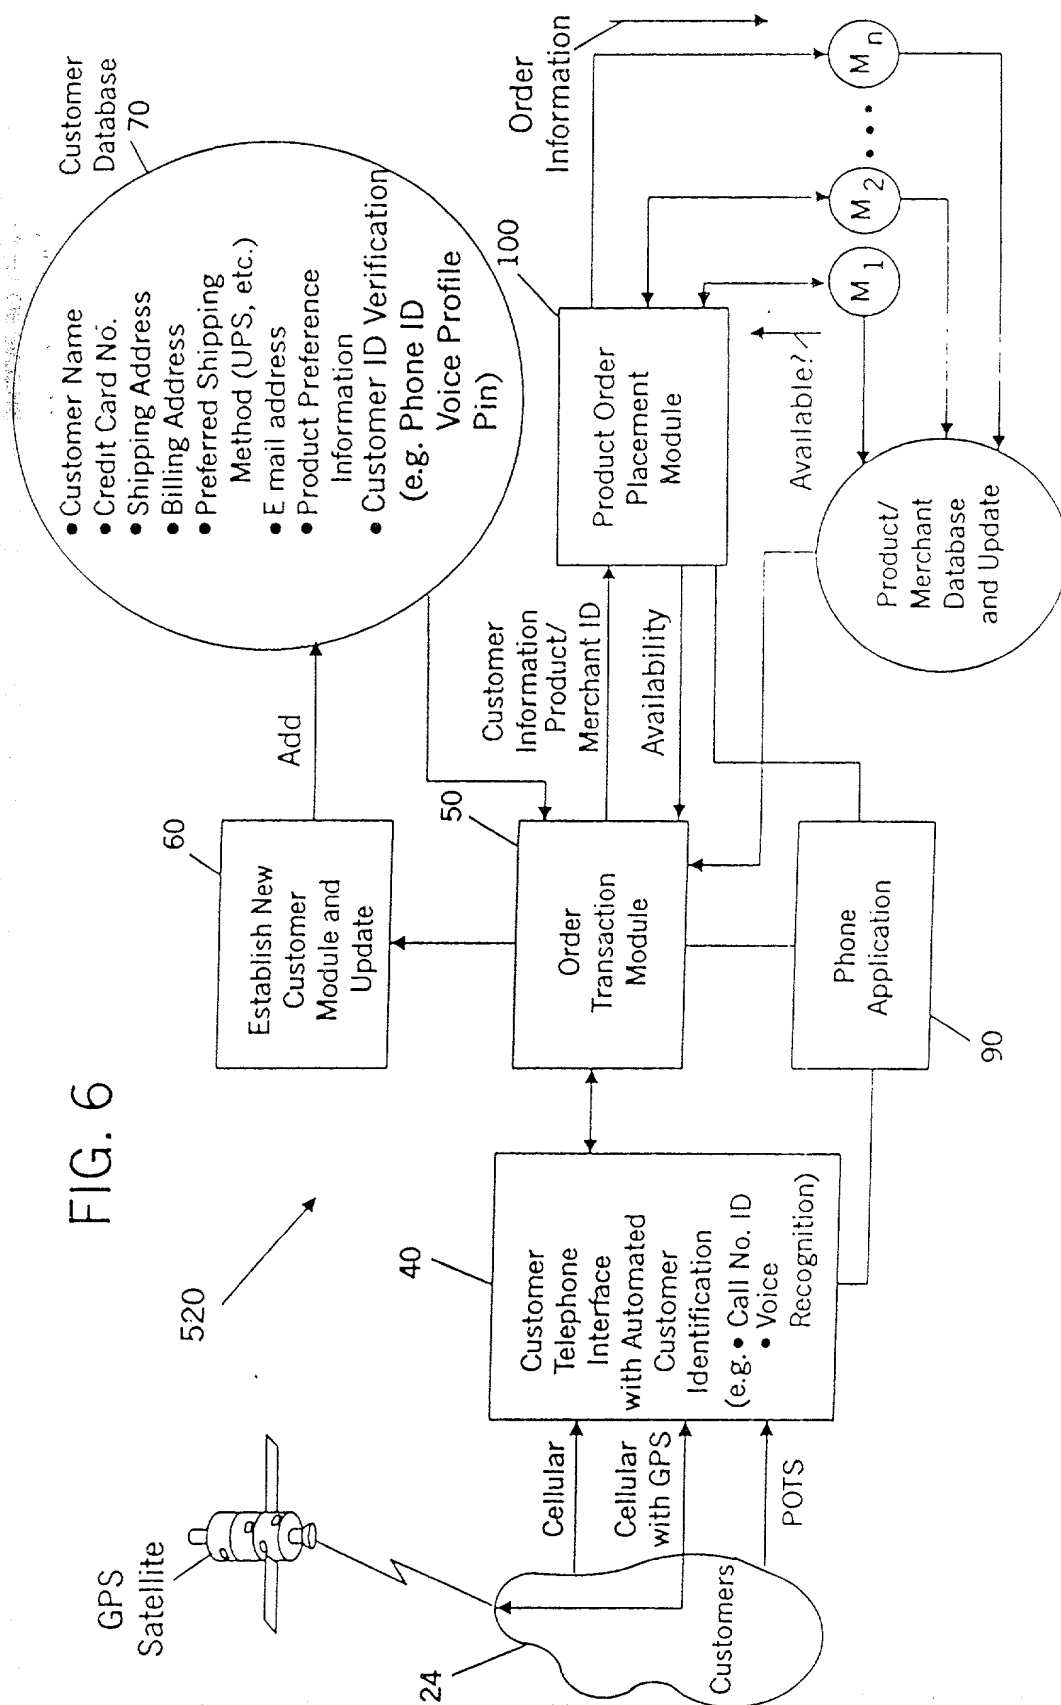 FIG. 6
520
GPS
Satellite
24
Customers
Cellular
Cellular
with GPS
POTS
40
Customer
Telephone
Interface
with Automated
Customer
Identification
(e.g. • Call No. ID
• Voice
Recognition)
60
Establish New
Customer
Module and
Update
Add
50
Order
Transaction
Module
Phone
Application
90
Customer
Database
70
• Customer Name
• Credit Card No.
• Shipping Address
• Billing Address
• Preferred Shipping
Method (UPS, etc.)
• E mail address
• Product Preference
Information
• Customer ID Verification
(e.g. Phone ID
Voice Profile
Pin)
Customer
Information
Product/
Merchant ID
Availability
100
Product Order
Placement
Module
Order
Information
Available?
M1
M2
• • •
Mn
Product/
Merchant
Database
and Update